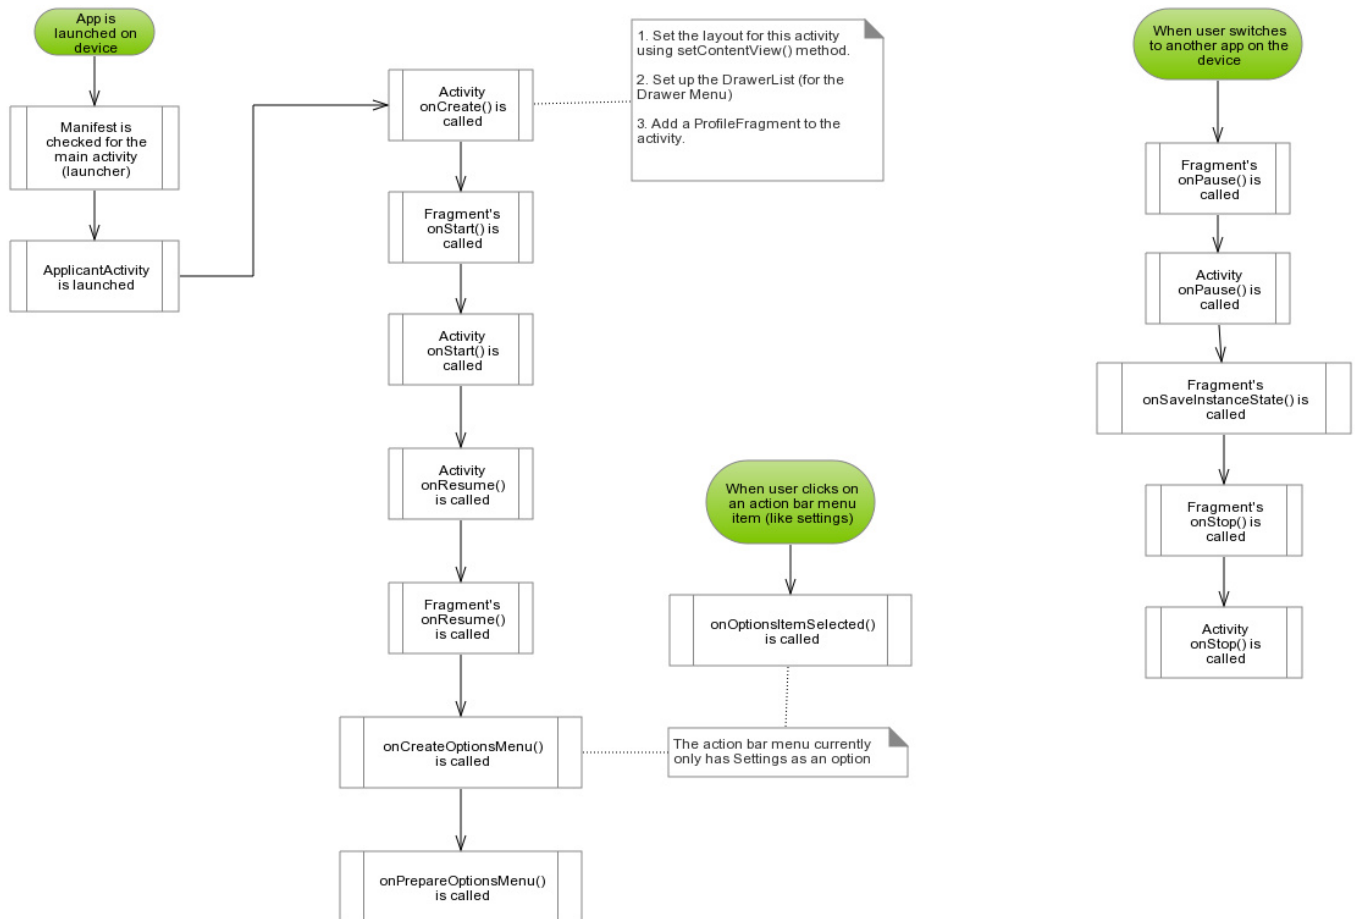 App is
launched on
device
Manifest is
checked for the
main activity
(launcher)
ApplicantActivity
is launched
Activity
onCreate() is
called
1. Set the layout for this activity
using setContentView() method.
2. Set up the DrawerList (for the
Drawer Menu)
3. Add a ProfileFragment to the
activity.
Fragment's
onStart() is
called
Activity
onStart() is
called
Activity
onResume()
is called
Fragment's
onResume()
is called
onCreateOptionsMenu()
is called
onPrepareOptionsMenu()
is called
When user clicks on
an action bar menu
item (like settings)
onOptionsItemSelected()
is called
The action bar menu currently
only has Settings as an option
When user switches
to another app on the
device
Fragment's
onPause() is
called
Activity
onPause() is
called
Fragment's
onSaveInstanceState() is
called
Fragment's
onStop() is
called
Activity
onStop() is
called